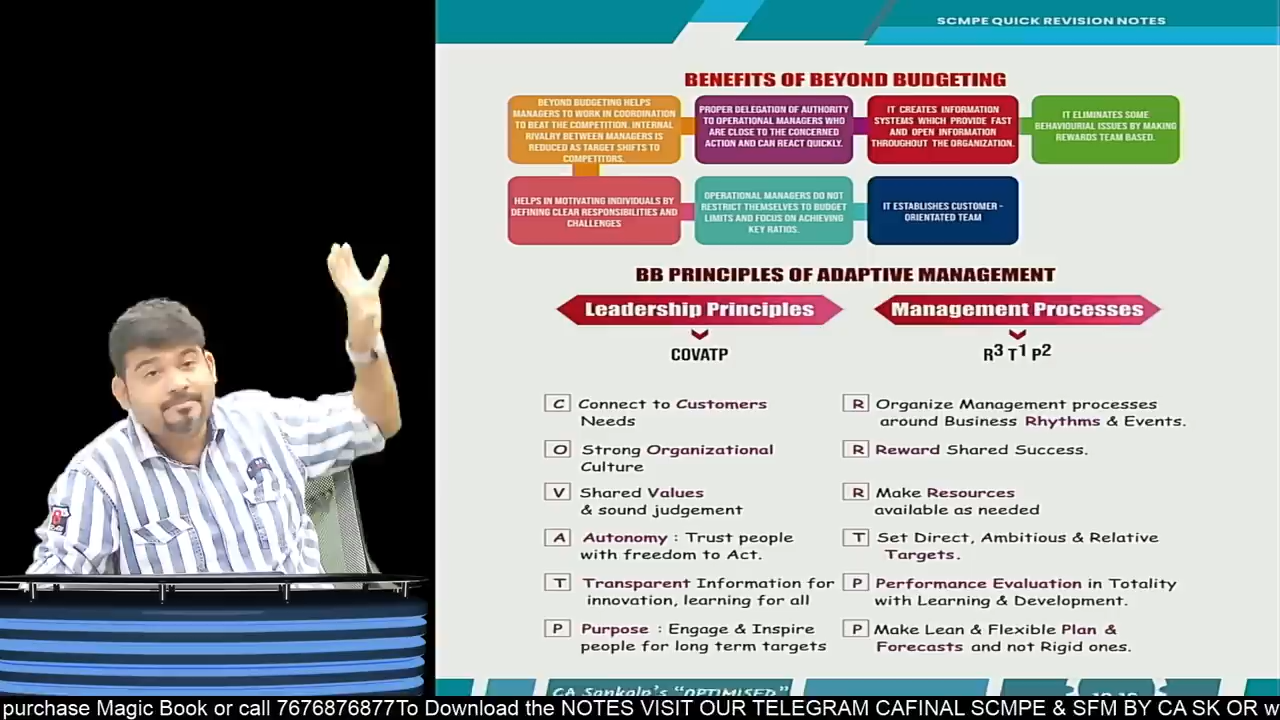 SCMPE QUICK REVISION NOTES
BENEFITS OF BEYOND BUDGETING
BEYOND BUDGETING HELPS
MANAGERS TO WORK IN COORDINATION
TO BEAT THE COMPETITION. INTERNAL
RIVALRY BETWEEN MANAGERS IS
REDUCED AS TARGET SHIFTS TO
COMPETITORS.
PROPER DELEGATION OF AUTHORITY
TO OPERATIONAL MANAGERS WHO
ARE CLOSE TO THE CONCERNED
ACTION AND CAN REACT QUICKLY.
IT CREATES INFORMATION
SYSTEMS WHICH PROVIDE FAST
AND OPEN INFORMATION
THROUGHOUT THE ORGANIZATION.
IT ELIMINATES SOME
BEHAVIOURIAL ISSUES BY MAKING
REWARDS TEAM BASED.
HELPS IN MOTIVATING INDIVIDUALS BY
DEFINING CLEAR RESPONSIBILITIES AND
CHALLENGES
OPERATIONAL MANAGERS DO NOT
RESTRICT THEMSELVES TO BUDGET
LIMITS AND FOCUS ON ACHIEVING
KEY RATIOS.
IT ESTABLISHES CUSTOMER -
ORIENTATED TEAM
BB PRINCIPLES OF ADAPTIVE MANAGEMENT
Leadership Principles
COVATP
C Connect to Customers
Needs
O Strong Organizational
Culture
V Shared Values
& sound judgement
A Autonomy : Trust people
with freedom to Act.
T Transparent Information for
innovation, learning for all
P Purpose : Engage & Inspire
people for long term targets
Management Processes
R3 T1 P2
R Organize Management processes
around Business Rhythms & Events.
R Reward Shared Success.
R Make Resources
available as needed
T Set Direct, Ambitious & Relative
Targets.
P Performance Evaluation in Totality
with Learning & Development.
P Make Lean & Flexible Plan &
Forecasts and not Rigid ones.
CA Sankalp's "OPTIMISED"
purchase Magic Book or call 7676876877To Download the NOTES VISIT OUR TELEGRAM CAFINAL SCMPE & SFM BY CA SK OR w